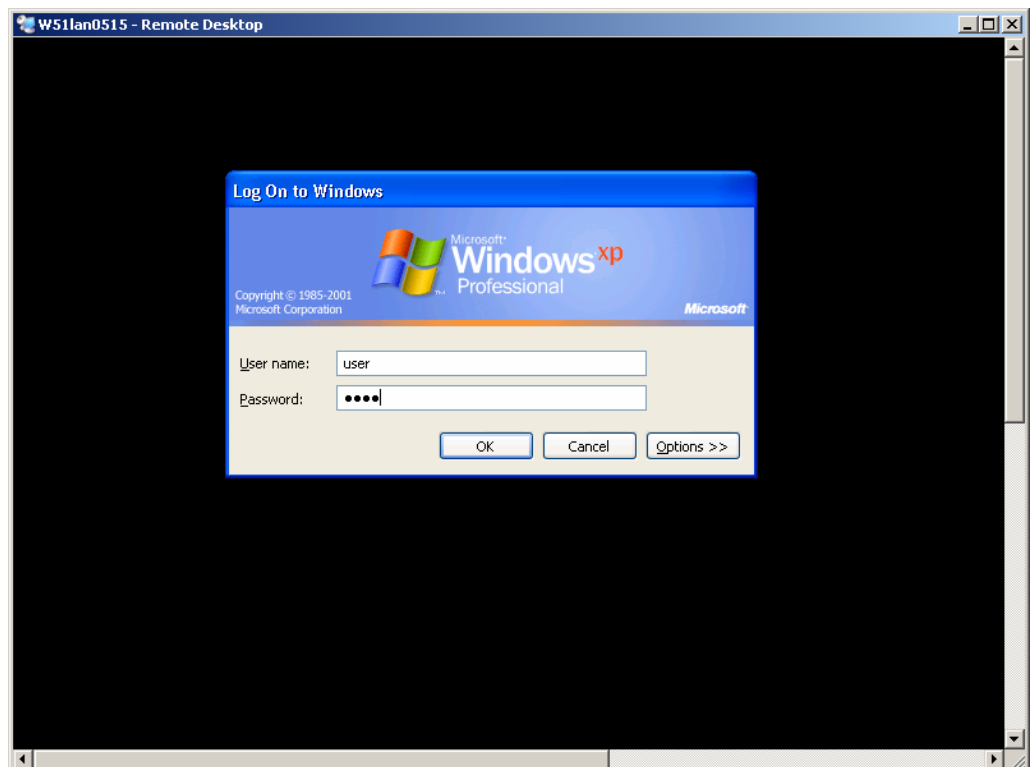 W51lan0515 - Remote Desktop
Log On to Windows
Microsoft
Windows xp
Professional
Copyright © 1985-2001
Microsoft Corporation
Microsoft
User name: user
Password: ••••
OK Cancel Options >>